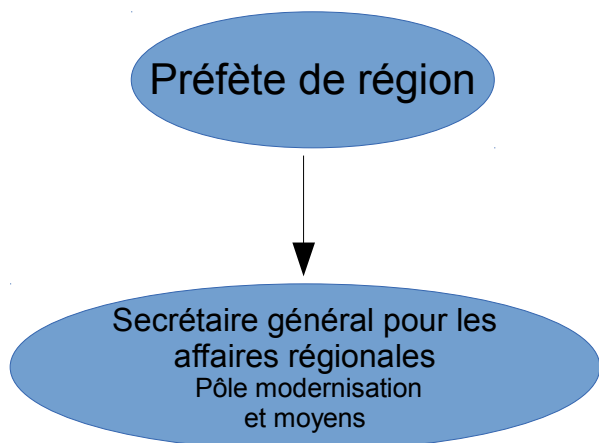 Préfète de région
Secrétaire général pour les
affaires régionales
Pôle modernisation
et moyens